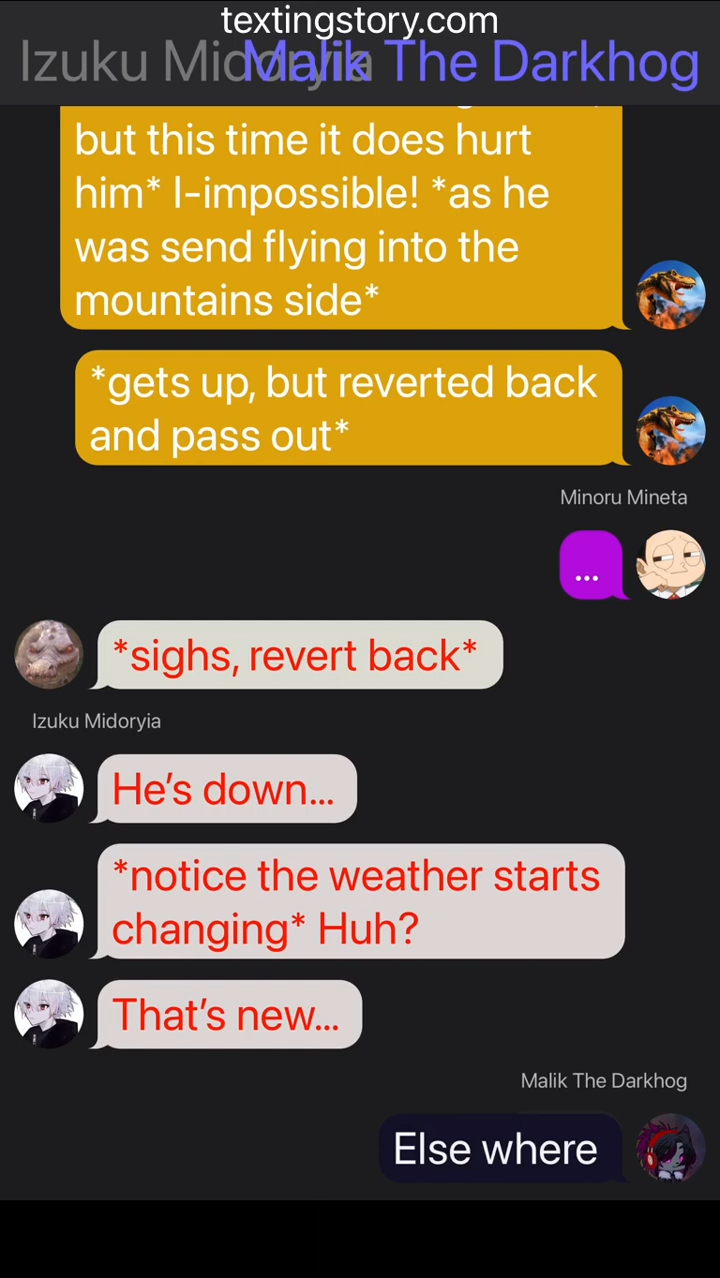 textingstory.com
Izuku Midoryia
Malik The Darkhog
but this time it does hurt
him* I-impossible! *as he
was send flying into the
mountains side*
*gets up, but reverted back
and pass out*
Minoru Mineta
...
*sighs, revert back*
Izuku Midoryia
He’s down...
*notice the weather starts
changing* Huh?
That’s new...
Malik The Darkhog
Else where